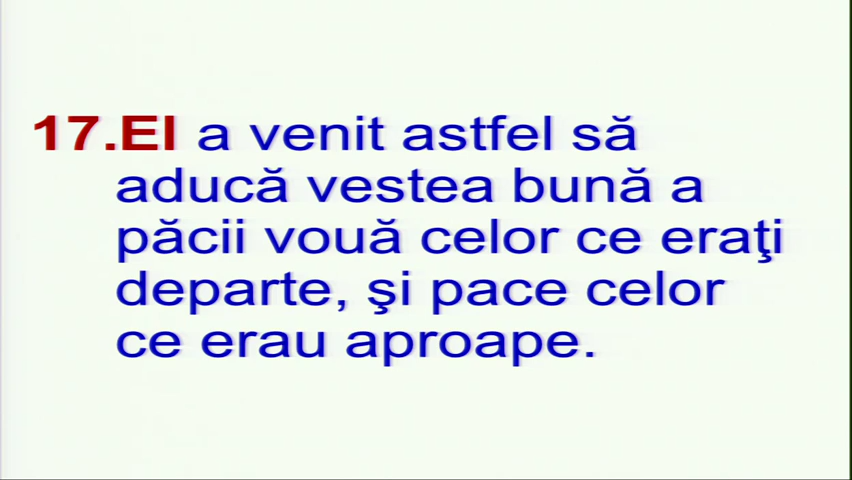 17.El a venit astfel să
aducă vestea bună a
păcii vouă celor ce eraţi
departe, şi pace celor
ce erau aproape.